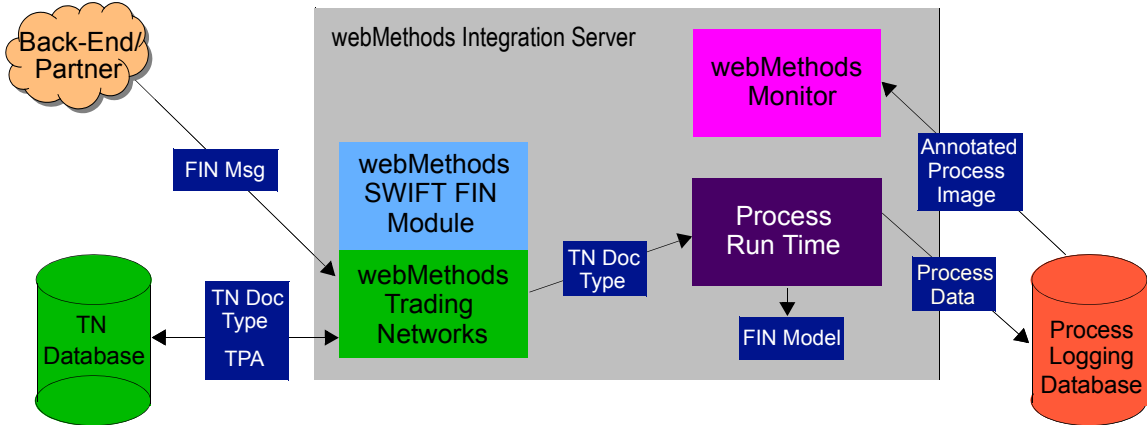 Back-End/
Partner
webMethods Integration Server
webMethods
Monitor
FIN Msg
webMethods
SWIFT FIN
Module
Annotated
Process
Image
Process
Run Time
webMethods
Trading
Networks
TN Doc
Type
Process
Data
TN
Database
TN Doc
Type
TPA
FIN Model
Process
Logging
Database